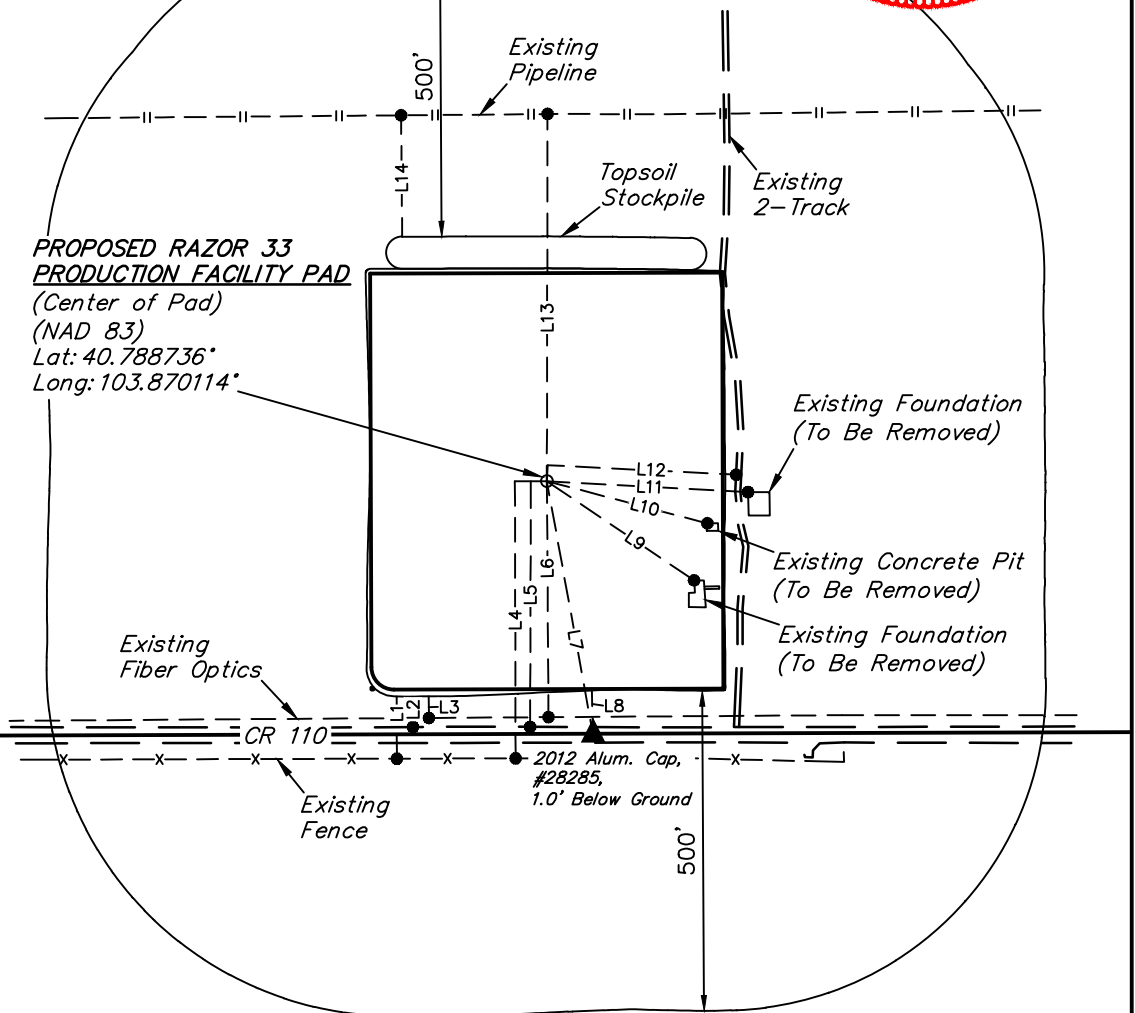 Existing
Pipeline
500'
L14
Topsoil
Stockpile
Existing
2-Track
PROPOSED RAZOR 33
PRODUCTION FACILITY PAD
(Center of Pad)
(NAD 83)
Lat: 40.788736°
Long: 103.870114°
L13
Existing Foundation
(To Be Removed)
L12
L11
L10
L9
Existing Concrete Pit
(To Be Removed)
L6
L5
L4
L7
Existing Foundation
(To Be Removed)
Existing
Fiber Optics
L1
L2
L3
L8
CR 110
2012 Alum. Cap,
#28285,
1.0' Below Ground
Existing
Fence
500'